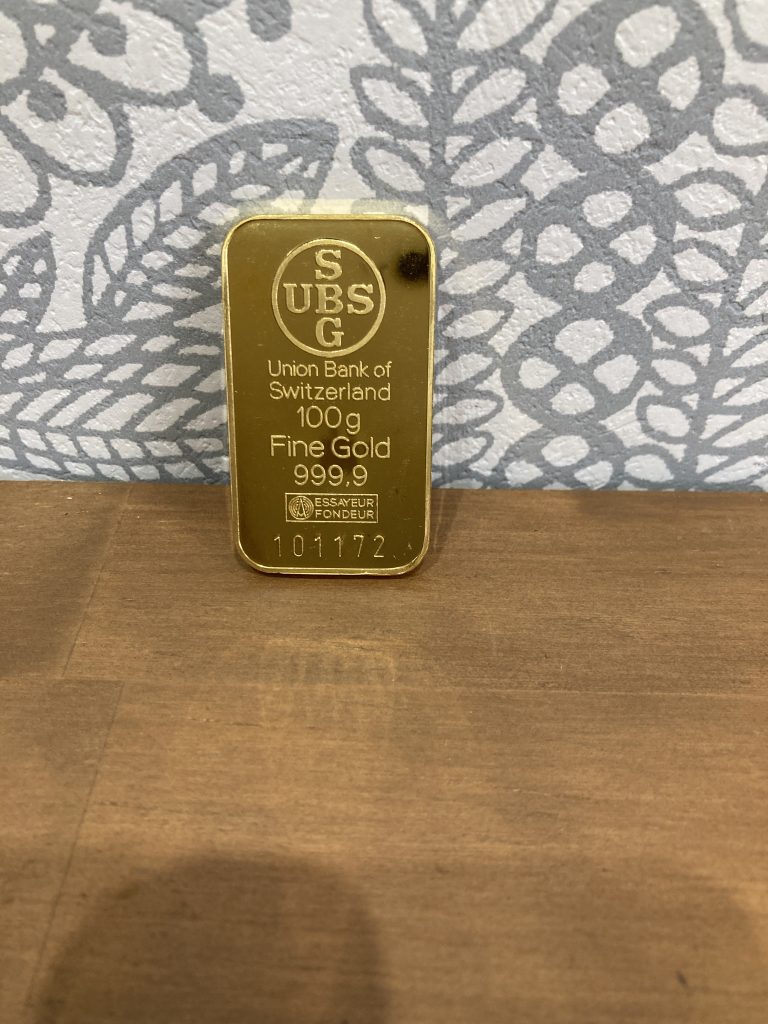 S
UBS
G
Union Bank of
Switzerland
100g
Fine Gold
999,9
ESSAYEUR
FONDEUR
101172